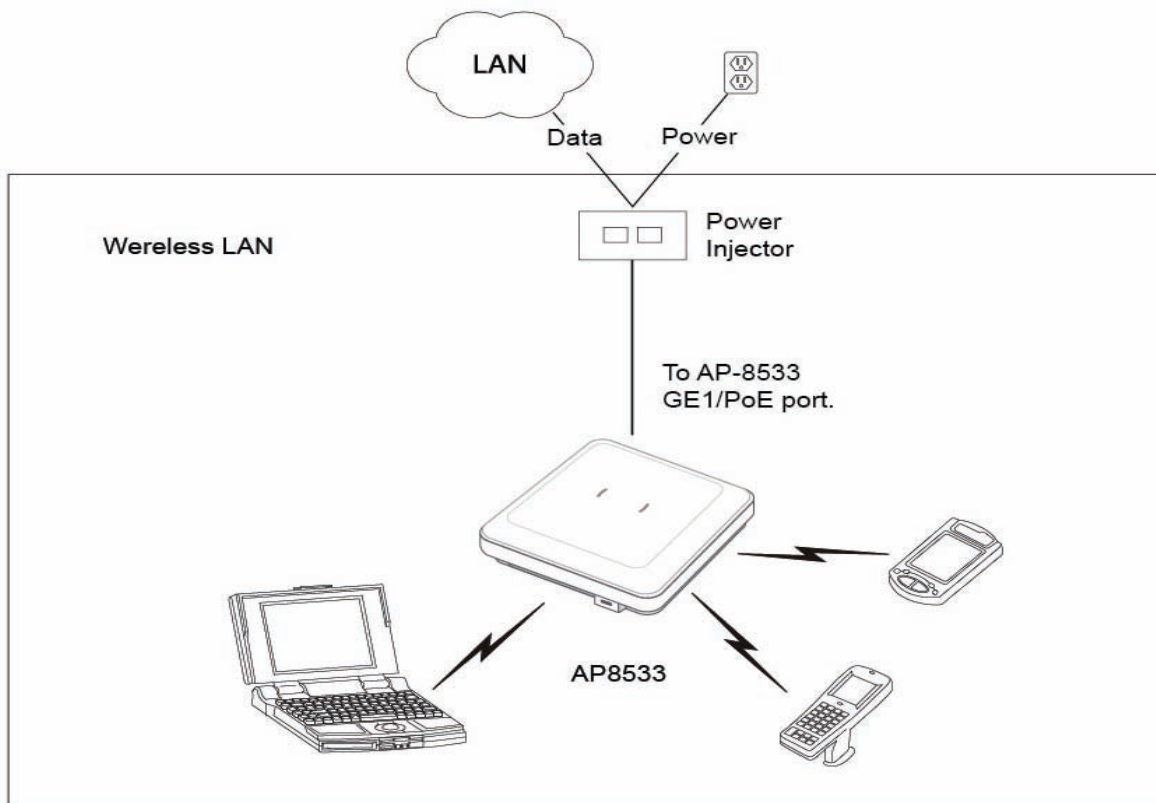 LAN
Data
Power
Wereless LAN
Power
Injector
To AP-8533
GE1/PoE port.
AP8533